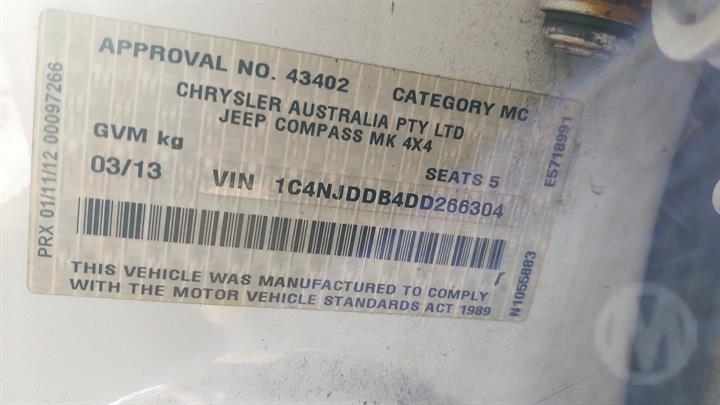 APPROVAL NO. 43402 CATEGORY MC
CHRYSLER AUSTRALIA PTY LTD
JEEP COMPASS MK 4X4
GVM kg
03/13 SEATS 5
VIN 1C4NJDDB4DD266304
THIS VEHICLE WAS MANUFACTURED TO COMPLY
WITH THE MOTOR VEHICLE STANDARDS ACT 1989
PRX 01/11/12 00097266
E5718991
N1055883
M